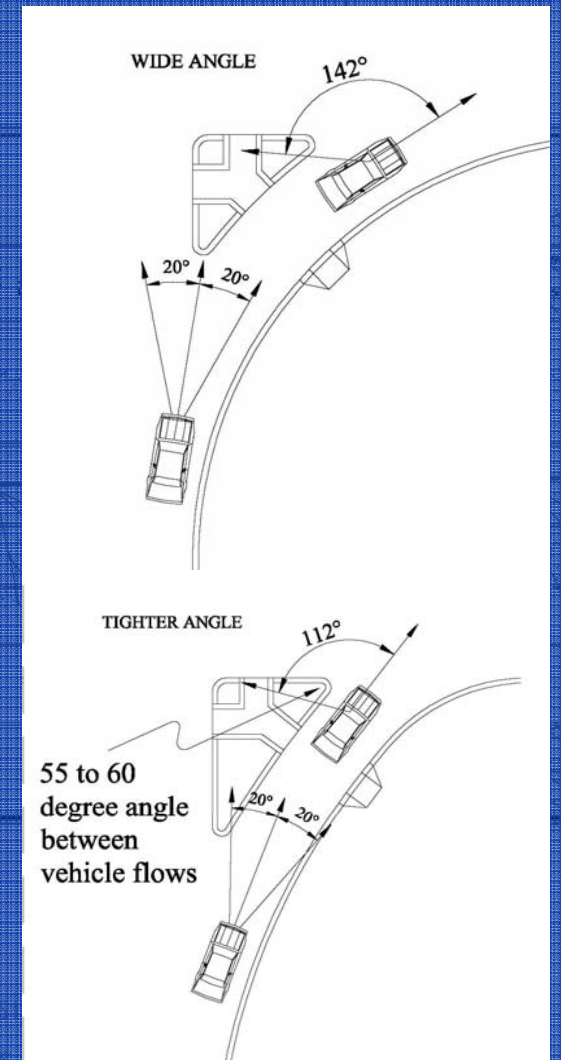 WIDE ANGLE
142°
20°
20°
TIGHTER ANGLE
112°
55 to 60
degree angle
between
vehicle flows
20°
20°